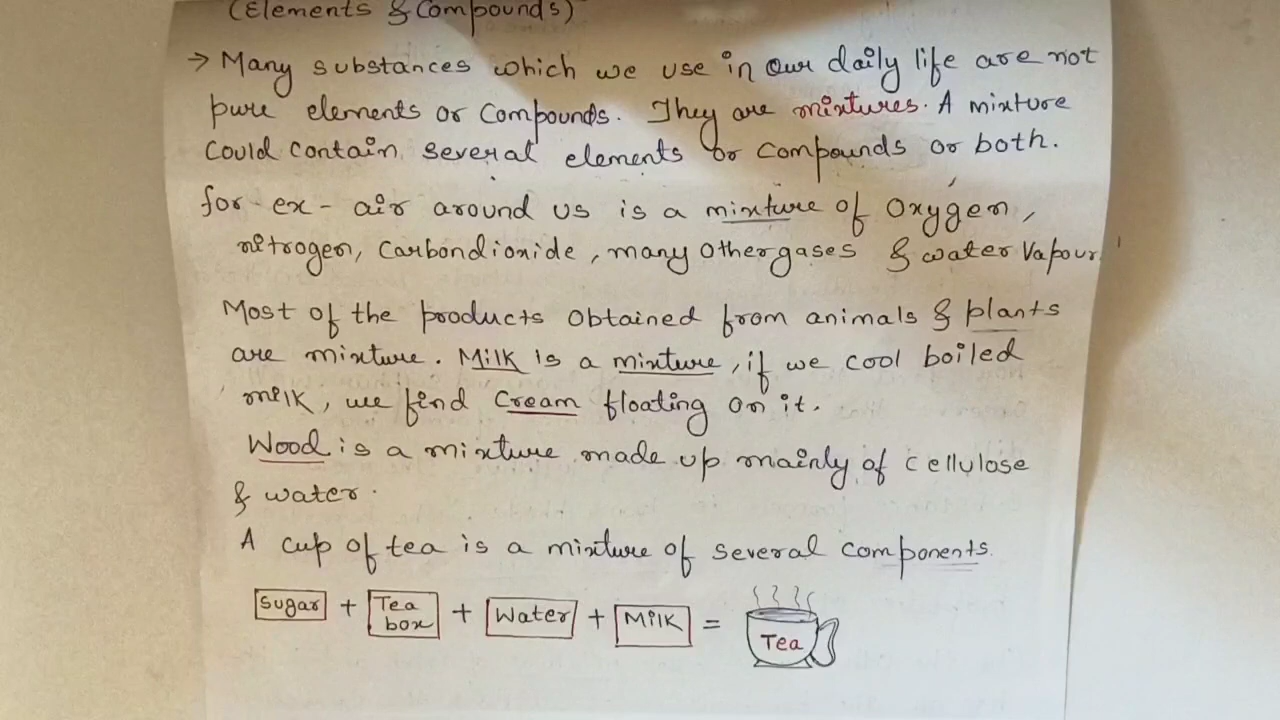 (Elements & Compounds)
→ Many substances which we use in our daily life are not
pure elements or compounds. They are mixtures. A mixture
could contain several elements or compounds or both.
for ex - air around us is a mixture of Oxygen,
nitrogen, Carbondioxide, many other gases & water Vapour
Most of the products obtained from animals & plants
are mixture. Milk is a mixture, if we cool boiled
milk, we find Cream floating on it.
Wood is a mixture made up mainly of cellulose
& water.
A cup of tea is a mixture of several components.
Sugar + Tea box + Water + Milk = Tea